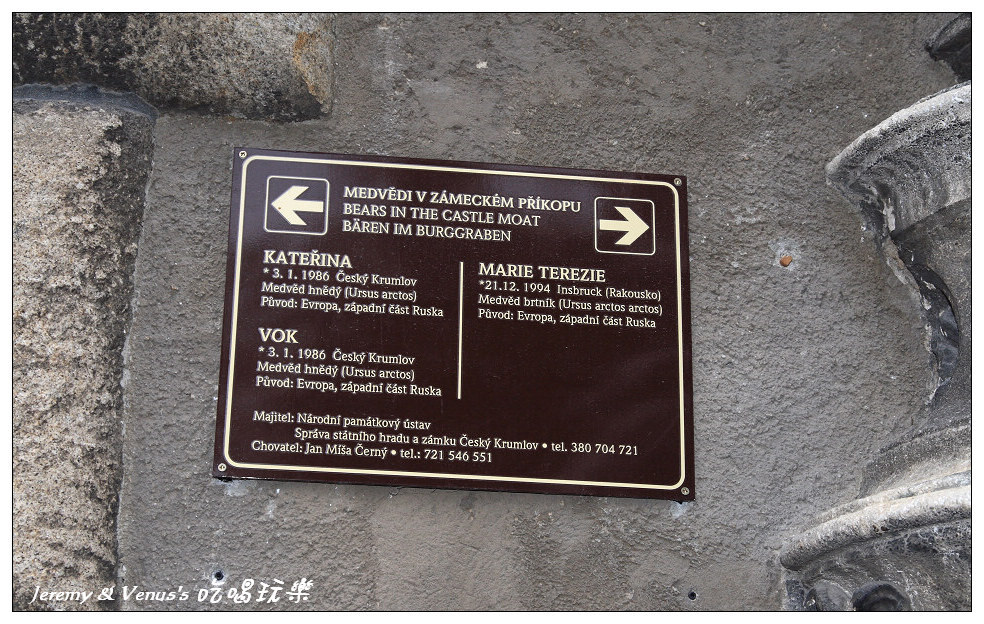 MEDVĚDI V ZÁMECKÉM PŘÍKOPU
BEARS IN THE CASTLE MOAT
BÄREN IM BURGGRABEN
KATEŘINA
* 3. 1. 1986 Český Krumlov
Medvěd hnědý (Ursus arctos)
Původ: Evropa, západní část Ruska
VOK
* 3. 1. 1986 Český Krumlov
Medvěd hnědý (Ursus arctos)
Původ: Evropa, západní část Ruska
MARIE TEREZIE
*21.12. 1994 Insbruck (Rakousko)
Medvěd brtník (Ursus arctos arctos)
Původ: Evropa, západní část Ruska
Majitel: Národní památkový ústav
Správa státního hradu a zámku Český Krumlov • tel. 380 704 721
Chovatel: Jan Míša Černý • tel.: 721 546 551
Jeremy & Venus's 吃喝玩樂